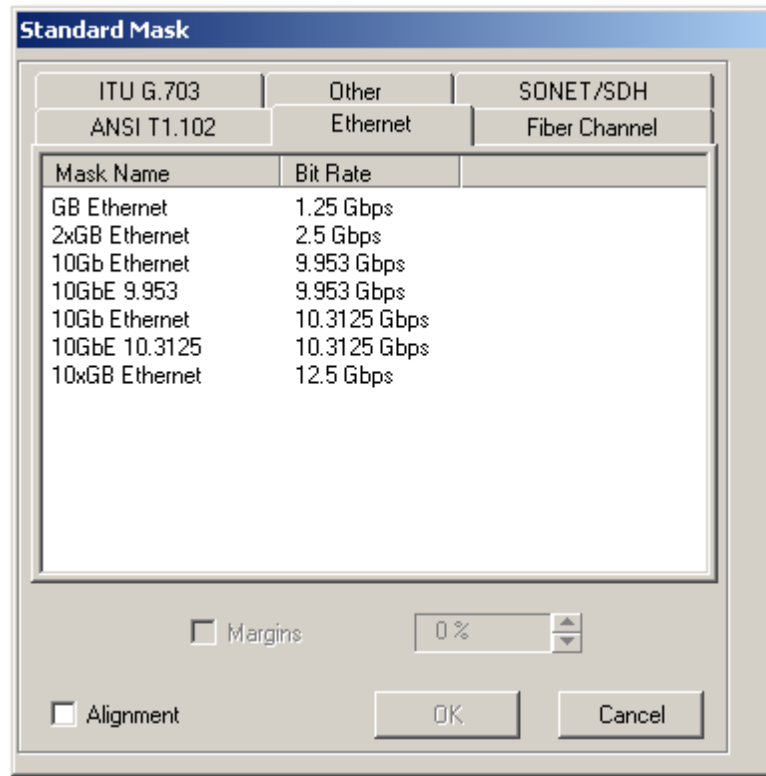 Standard Mask
ITU G.703 Other SONET/SDH
ANSI T1.102 Ethernet Fiber Channel
Mask Name Bit Rate
GB Ethernet 1.25 Gbps
2xGB Ethernet 2.5 Gbps
10Gb Ethernet 9.953 Gbps
10GbE 9.953 9.953 Gbps
10Gb Ethernet 10.3125 Gbps
10GbE 10.3125 10.3125 Gbps
10xGB Ethernet 12.5 Gbps
Margins 0 %
Alignment OK Cancel